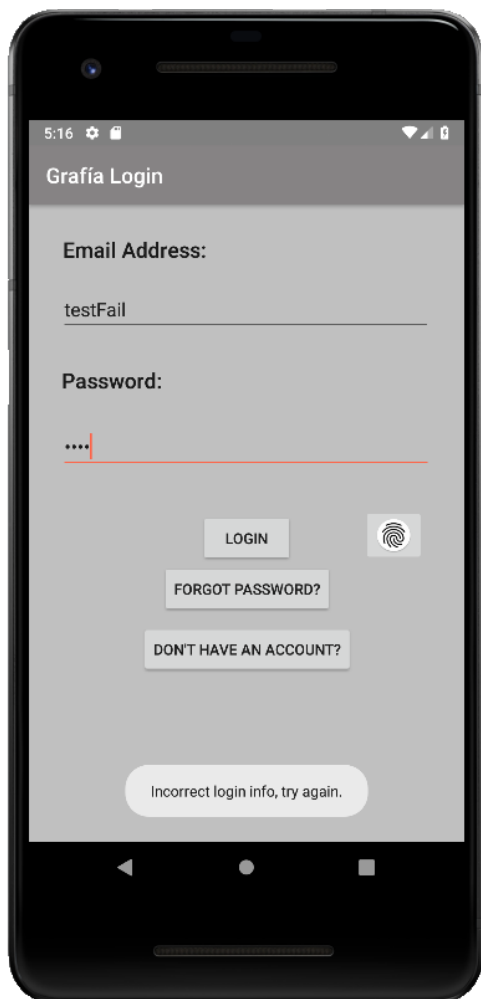 5:16
Grafía Login
Email Address:
testFail
Password:
••••
LOGIN
FORGOT PASSWORD?
DON'T HAVE AN ACCOUNT?
Incorrect login info, try again.